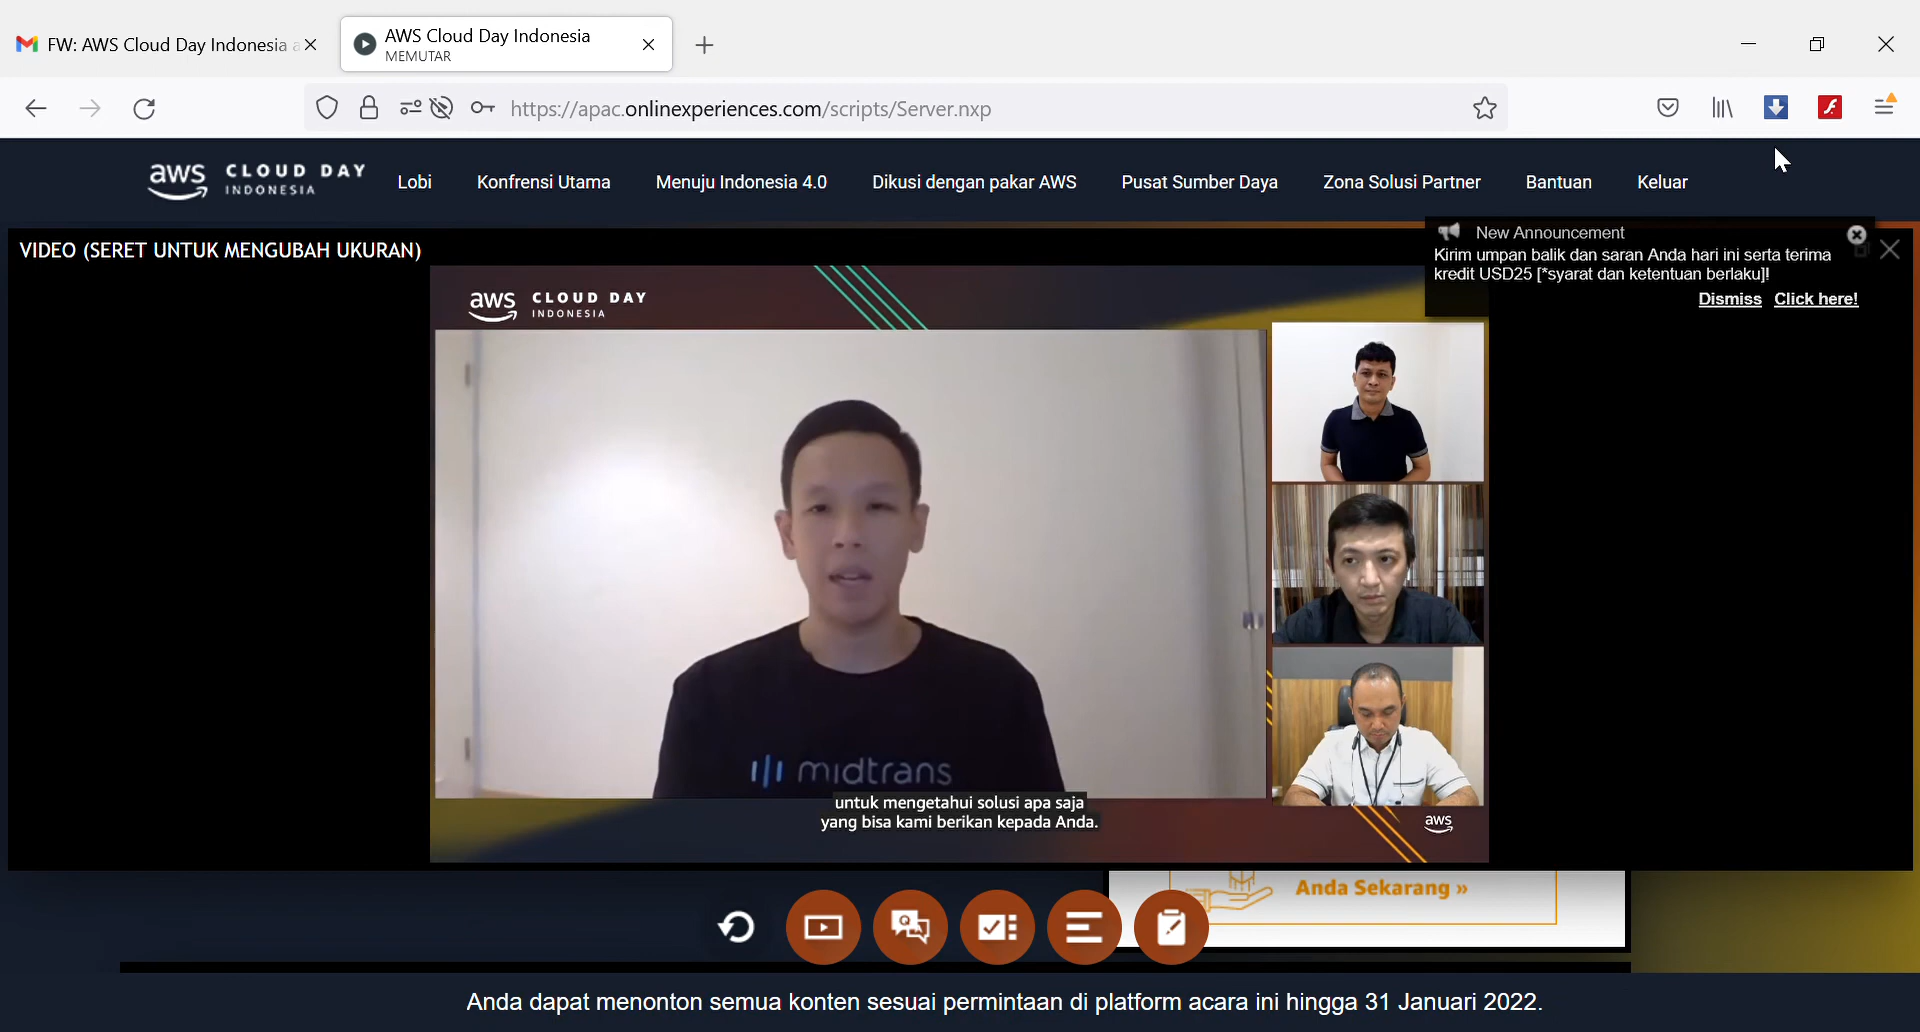 FW: AWS Cloud Day Indonesia
AWS Cloud Day Indonesia
MEMUTAR
https://apac.onlinexperiences.com/scripts/Server.nxp
aws CLOUD DAY
INDONESIA
Lobi
Konfrensi Utama
Menuju Indonesia 4.0
Dikusi dengan pakar AWS
Pusat Sumber Daya
Zona Solusi Partner
Bantuan
Keluar
VIDEO (SERET UNTUK MENGUBAH UKURAN)
New Announcement
Kirim umpan balik dan saran Anda hari ini serta terima
kredit USD25 [*syarat dan ketentuan berlaku]!
Dismiss Click here!
aws CLOUD DAY
INDONESIA
midtrans
untuk mengetahui solusi apa saja
yang bisa kami berikan kepada Anda.
aws
Anda Sekarang »
Q A
Anda dapat menonton semua konten sesuai permintaan di platform acara ini hingga 31 Januari 2022.